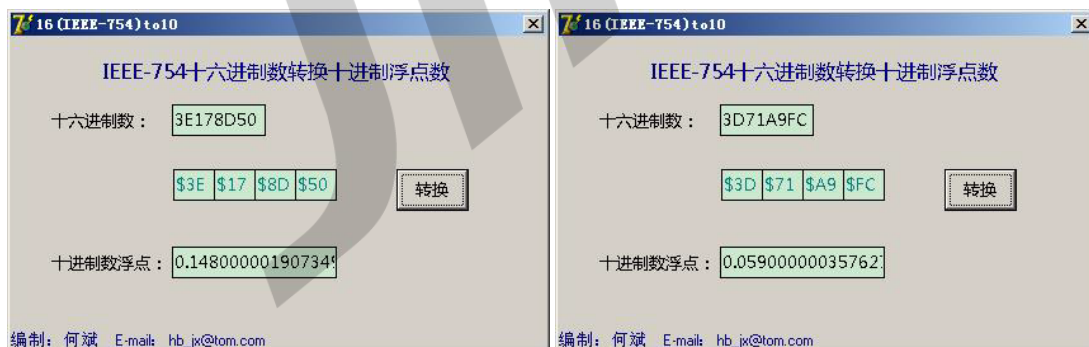 16(IEEE-754)to10
IEEE-754十六进制数转换十进制浮点数
十六进制数： 3E178D50
$3E $17 $8D $50
转换
十进制数浮点： 0.14800000190734
编制：何斌 E-mail: hb_jx@tom.com
16(IEEE-754)to10
IEEE-754十六进制数转换十进制浮点数
十六进制数： 3D71A9FC
$3D $71 $A9 $FC
转换
十进制数浮点： 0.05900000035762
编制：何斌 E-mail: hb_jx@tom.com